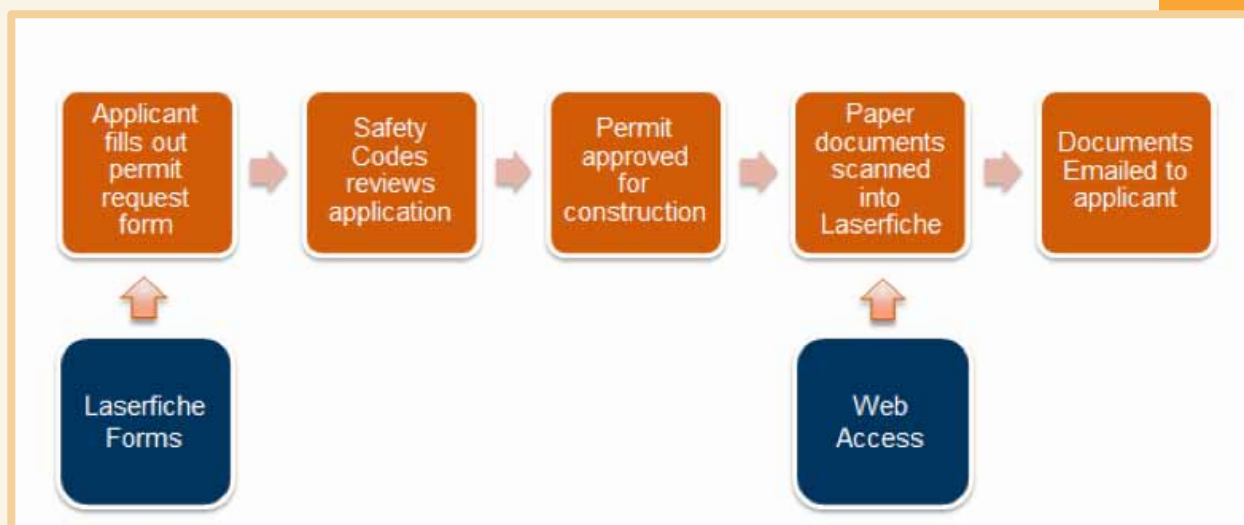 Applicant
fills out
permit
request
form
Safety
Codes
reviews
application
Permit
approved
for
construction
Paper
documents
scanned
into
Laserfiche
Documents
Emailed to
applicant
Laserfiche
Forms
Web
Access